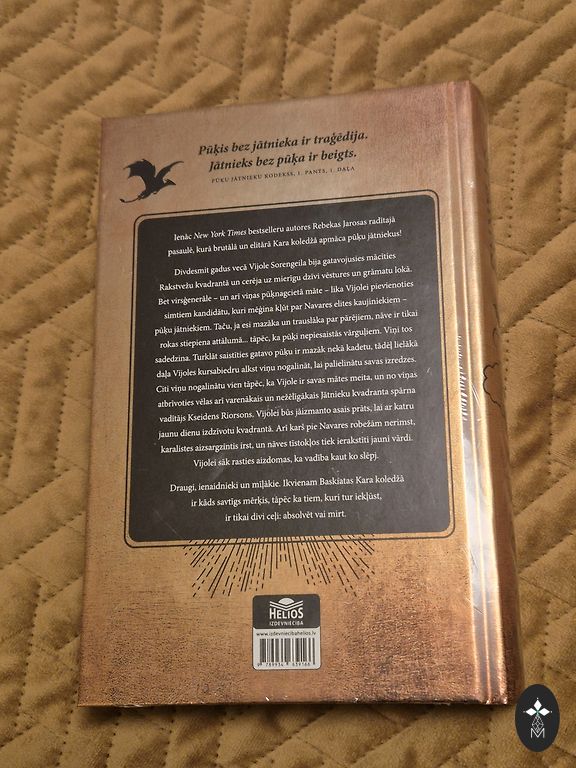 Pūķis bez jātnieka ir traģēdija.
Jātnieks bez pūķa ir beigts.
PŪĶU JĀTNIEKU KODEKSS, 1. PANTS, 1. DAĻA
Ienāc New York Times bestselleru autores Rebekas Jarosas radītajā
pasaulē, kurā brutālā un elitārā Kara koledžā apmāca pūķu jātniekus!
Divdesmit gadus vecā Vijole Sorengeila bija gatavojusies mācīties
Rakstvežu kvadrantā un cerēja uz mierīgu dzīvi vēstures un grāmatu lokā.
Bet virsģenerāle – un arī viņas pūķnagcietā māte – lika Vijolei pievienoties
simtiem kandidātu, kuri mēģina kļūt par Navares elites kaujiniekiem –
pūķu jātniekiem. Taču, ja esi mazāka un trauslāka par pārējiem, nāve ir tikai
rokas stiepiena attālumā... tāpēc, ka pūķi nepiesaistās vārguļiem. Viņi tos
sadedzina. Turklāt saistīties gatavo pūķu ir mazāk nekā kadetu, tādēļ lielākā
daļa Vijoles kursabiedru alkst viņu nogalināt, lai palielinātu savas izredzes.
Citi viņu nogalinātu vien tāpēc, ka Vijole ir savas mātes meita, un no viņas
atbrīvoties vēlas arī varenākais un nežēlīgākais Jātnieku kvadranta spārna
vadītājs Kseidens Riorsons. Vijolei būs jāizmanto asais prāts, lai ar katru
jaunu dienu izdzīvotu kvadrantā. Arī karš pie Navares robežām nerimst,
karalistes aizsargzintis irst, un nāves tīstokļos tiek ierakstīti jauni vārdi.
Vijolei sāk rasties aizdomas, ka vadība kaut ko slēpj.
Draugi, ienaidnieki un mīļākie. Ikvienam Baskiatas Kara koledžā
ir kāds savtīgs mērķis, tāpēc ka tiem, kuri tur iekļūst,
ir tikai divi ceļi: absolvēt vai mirt.
HELIOS
IZDEVNIECĪBA
www.izdevniecibahelios.lv
9 789934 639166
M